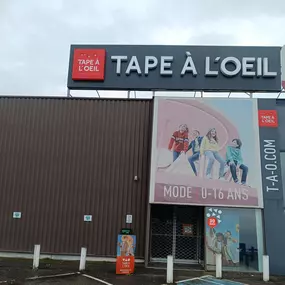 TAPE À L'OEIL
TAPE À
L'OEIL
TAPE À
L'OEIL
T-A-O.COM
MODE 0-16 ANS